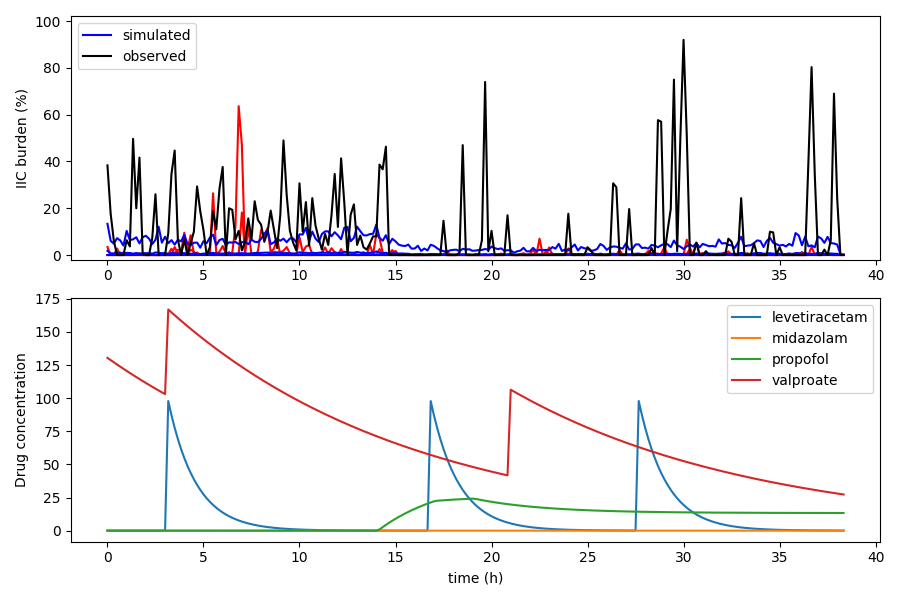 100
80
60
40
20
0
IIC burden (%)
simulated
observed
0 5 10 15 20 25 30 35 40
175
150
125
100
75
50
25
0
Drug concentration
levetiracetam
midazolam
propofol
valproate
0 5 10 15 20 25 30 35 40
time (h)